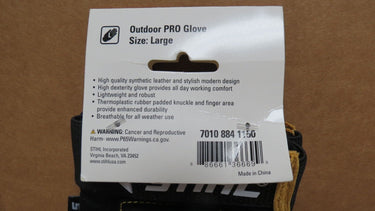 Outdoor PRO Glove
Size: Large
• High quality synthetic leather and stylish modern design
• High dexterity glove provides all day working comfort
• Lightweight and robust
• Thermoplastic rubber padded knuckle and finger area
provide enhanced durability
• Breathable for all weather use
WARNING: Cancer and Reproductive
Harm- www.P65Warnings.ca.gov.
STIHL Incorporated
Virginia Beach, VA 23452
www.stihlusa.com
7010 884 1150
Made in China
STIHL